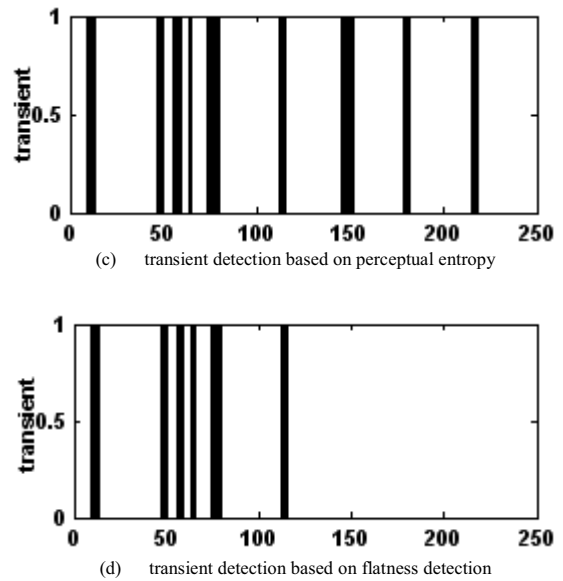 1
transient
0.5
0
0 50 100 150 200 250
(c) transient detection based on perceptual entropy
1
transient
0.5
0
0 50 100 150 200 250
(d) transient detection based on flatness detection